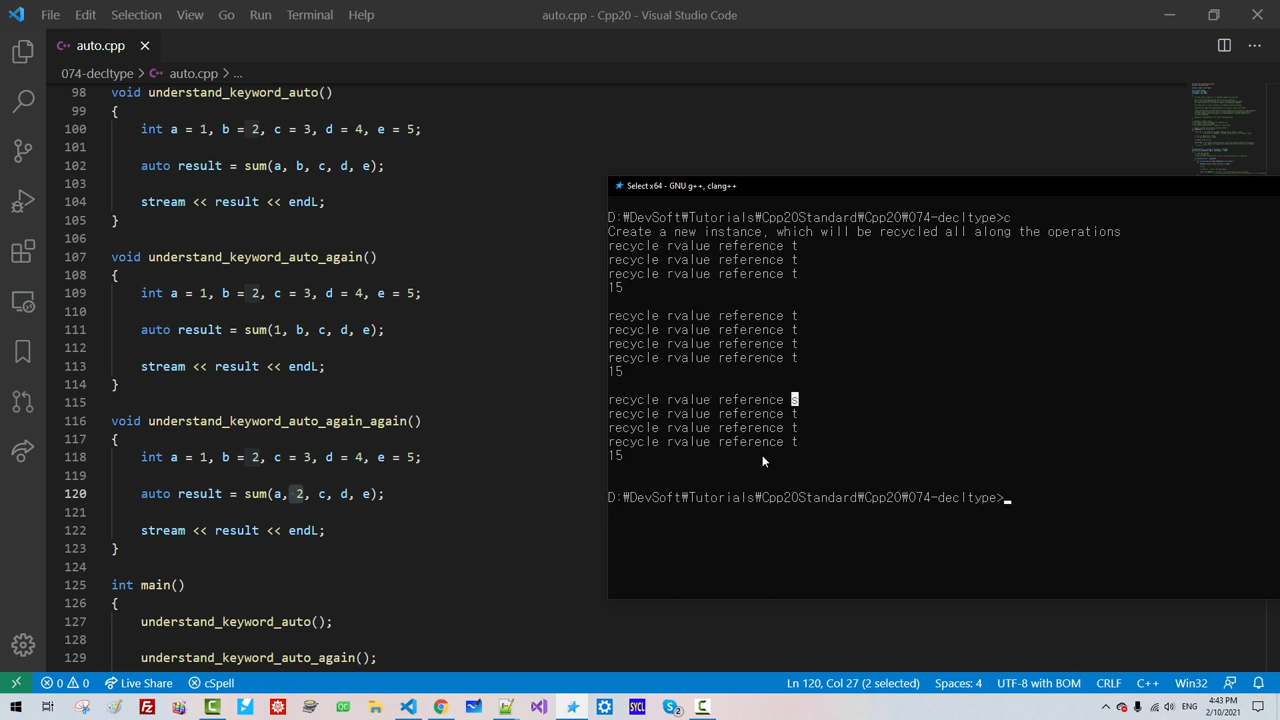 File Edit Selection View Go Run Terminal Help
auto.cpp - Cpp20 - Visual Studio Code
auto.cpp
074-decltype > auto.cpp > ...
98 void understand_keyword_auto()
99 {
100 int a = 1, b = 2, c = 3, d = 4, e = 5;
101
102 auto result = sum(a, b, c, d, e);
103
104 stream << result << endL;
105 }
106
107 void understand_keyword_auto_again()
108 {
109 int a = 1, b = 2, c = 3, d = 4, e = 5;
110
111 auto result = sum(1, b, c, d, e);
112
113 stream << result << endL;
114 }
115
116 void understand_keyword_auto_again_again()
117 {
118 int a = 1, b = 2, c = 3, d = 4, e = 5;
119
120 auto result = sum(a, 2, c, d, e);
121
122 stream << result << endL;
123 }
124
125 int main()
126 {
127 understand_keyword_auto();
128
129 understand_keyword_auto_again();
Select x64 - GNU g++, clang++
D:₩DevSoft₩Tutorials₩Cpp20Standard₩Cpp20₩074-decltype>c
Create a new instance, which will be recycled all along the operations
recycle rvalue reference t
recycle rvalue reference t
recycle rvalue reference t
15
recycle rvalue reference t
recycle rvalue reference t
recycle rvalue reference t
recycle rvalue reference t
15
recycle rvalue reference s
recycle rvalue reference t
recycle rvalue reference t
recycle rvalue reference t
15
D:₩DevSoft₩Tutorials₩Cpp20Standard₩Cpp20₩074-decltype>
0 0 Live Share cSpell
Ln 120, Col 27 (2 selected) Spaces: 4 UTF-8 with BOM CRLF C++ Win32
ENG
4:43 PM
2/10/2021